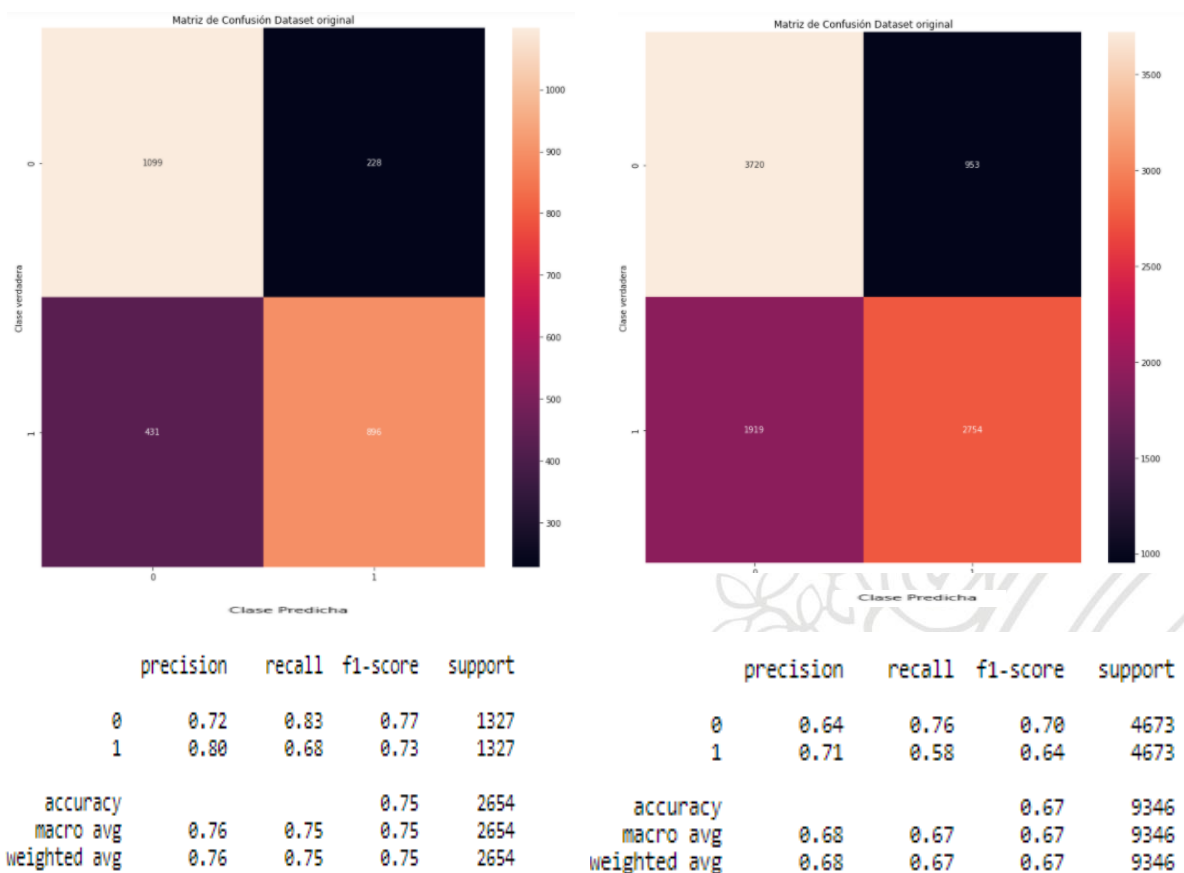 Matriz de Confusión Dataset original
1000
900
800
700
600
500
400
300
Clase verdadera
0
1
1099 228
431 896
0 1
Clase Predicha
precision recall f1-score support
0 0.72 0.83 0.77 1327
1 0.80 0.68 0.73 1327
accuracy 0.75 2654
macro avg 0.76 0.75 0.75 2654
weighted avg 0.76 0.75 0.75 2654
Matriz de Confusión Dataset original
3500
3000
2500
2000
1500
1000
Clase verdadera
0
1
3720 953
1919 2754
0 1
Clase Predicha
precision recall f1-score support
0 0.64 0.76 0.70 4673
1 0.71 0.58 0.64 4673
accuracy 0.67 9346
macro avg 0.68 0.67 0.67 9346
weighted avg 0.68 0.67 0.67 9346